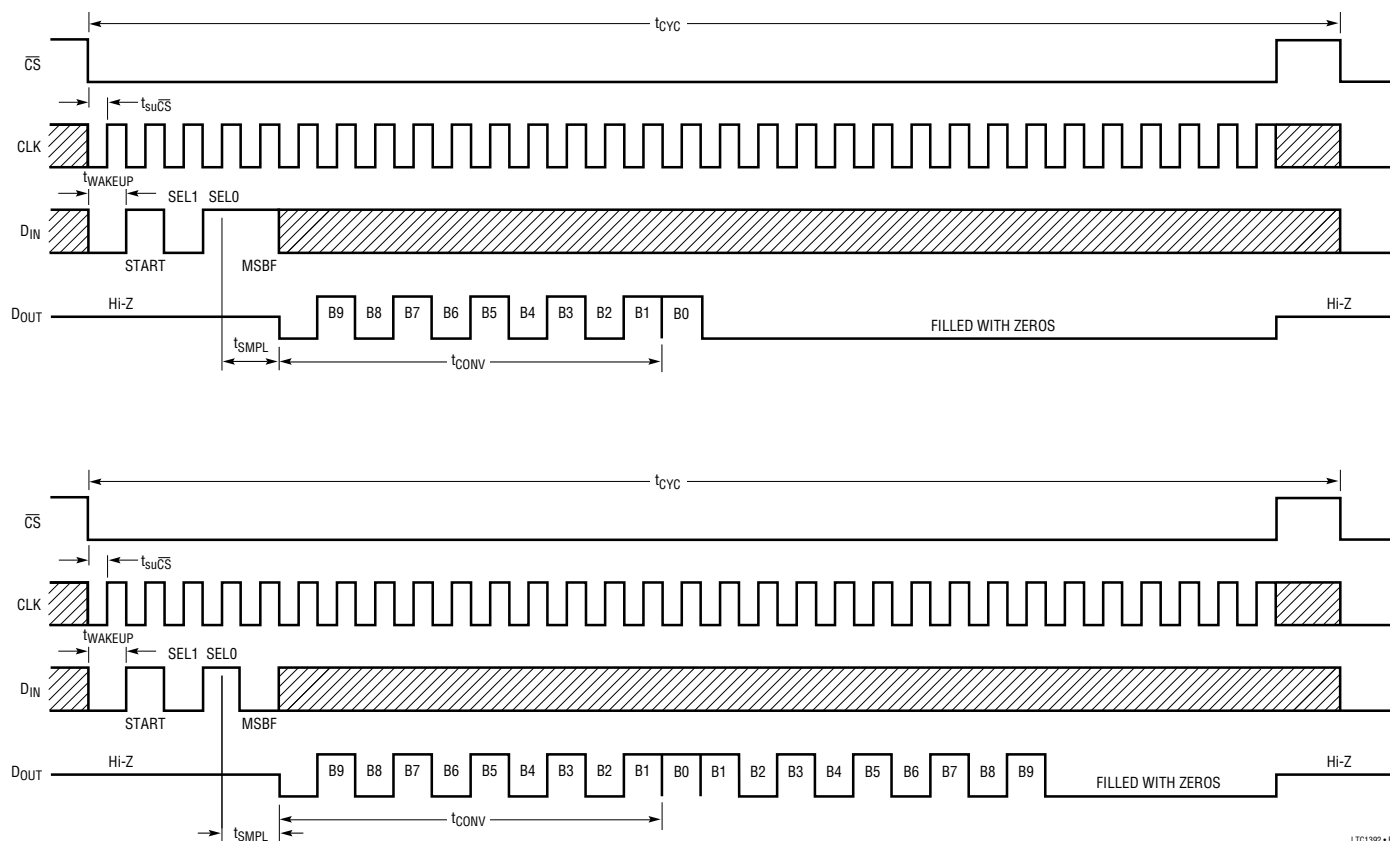 tCYC
CS
tsuCS
CLK
tWAKEUP
SEL1 SEL0
DIN
START MSBF
Hi-Z Hi-Z
DOUT B9 B8 B7 B6 B5 B4 B3 B2 B1 B0
FILLED WITH ZEROS
tSMPL
tCONV
tCYC
CS
tsuCS
CLK
tWAKEUP
SEL1 SEL0
DIN
START MSBF
Hi-Z Hi-Z
DOUT B9 B8 B7 B6 B5 B4 B3 B2 B1 B0 B1 B2 B3 B4 B5 B6 B7 B8 B9 FILLED WITH ZEROS
tCONV
tSMPL